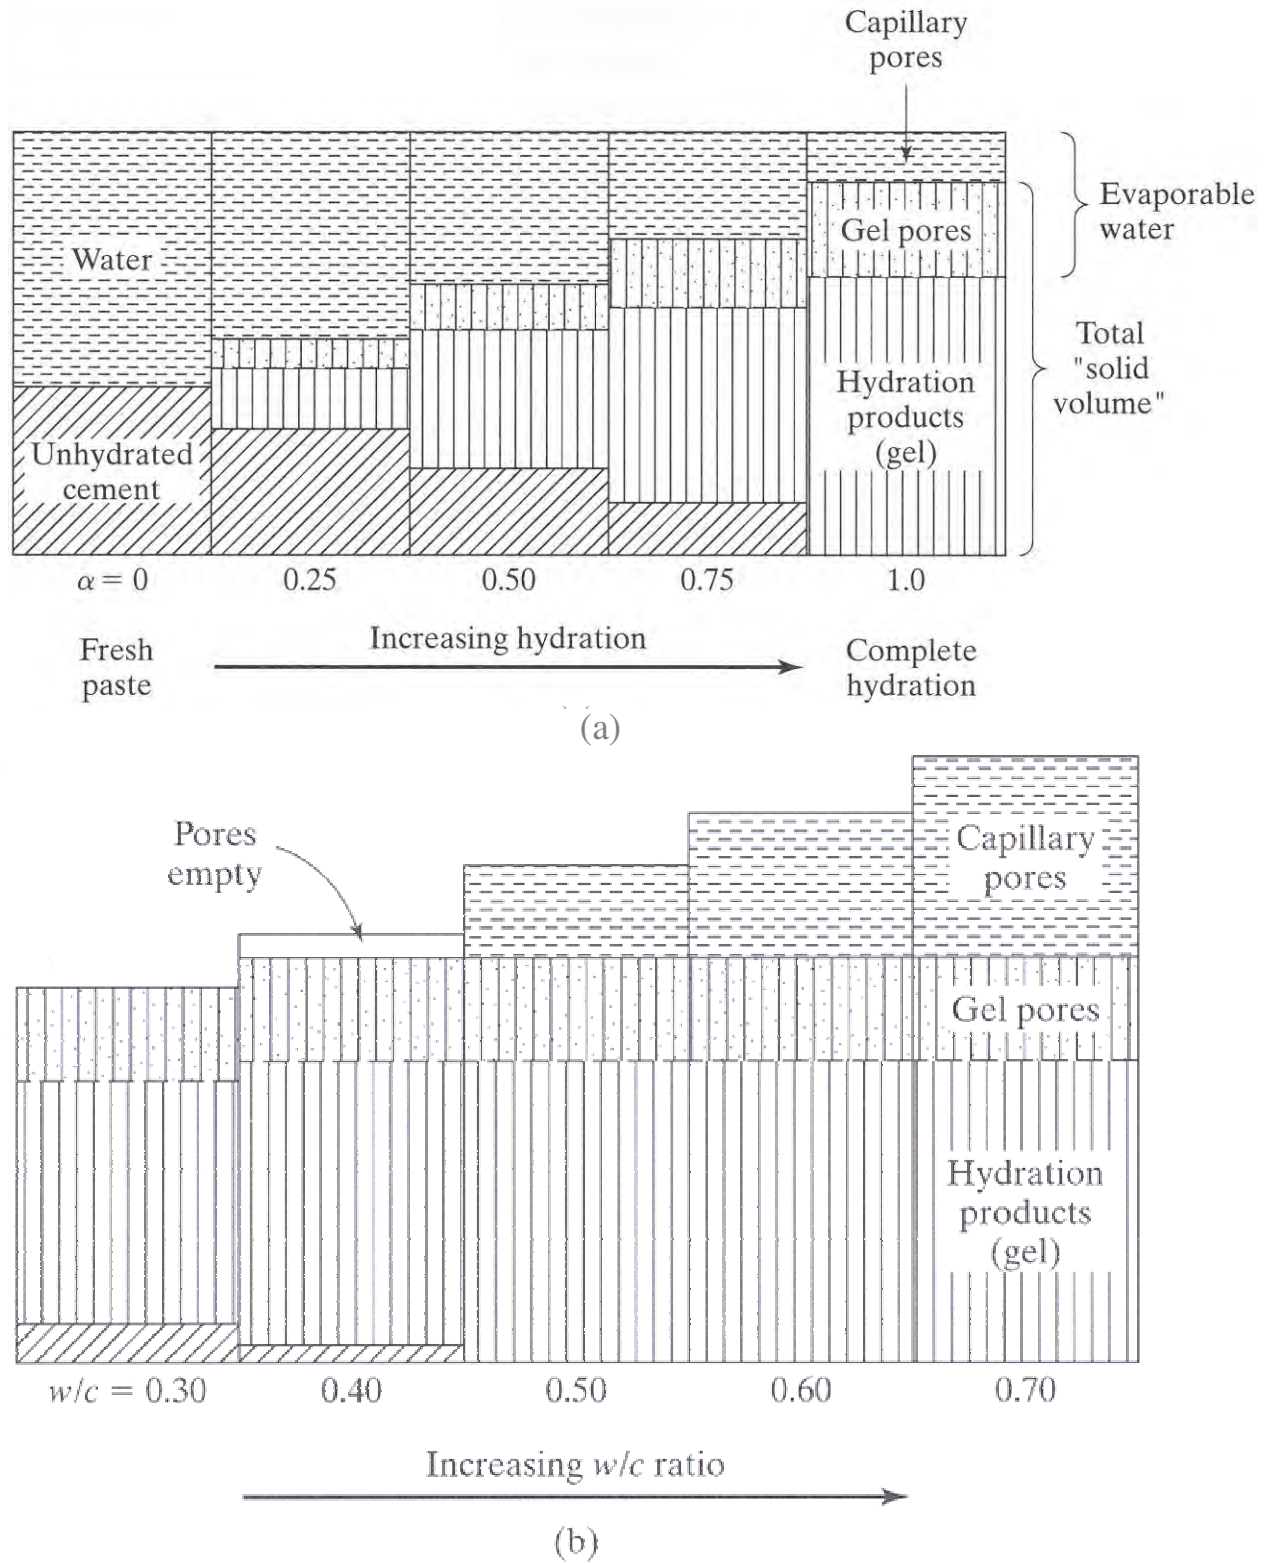 Capillary
pores
Evaporable
water
Water
Gel pores
Total
"solid
volume"
Hydration
products
(gel)
Unhydrated
cement
α = 0
0.25
0.50
0.75
1.0
Increasing hydration
Fresh
paste
Complete
hydration
(a)
Pores
empty
Capillary
pores
Gel pores
Hydration
products
(gel)
w/c = 0.30
0.40
0.50
0.60
0.70
Increasing w/c ratio
(b)